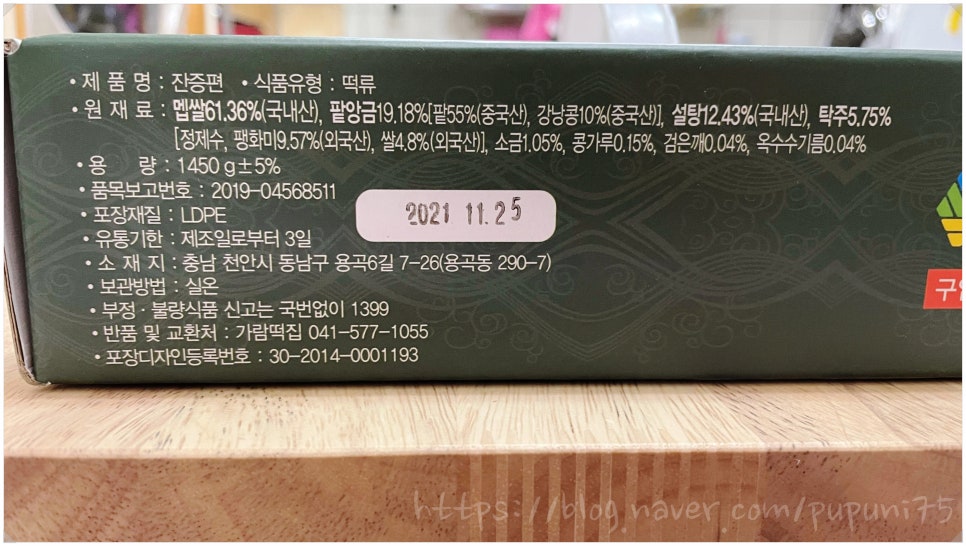 • 제 품 명 : 잔증편 • 식품유형 : 떡류
• 원 재 료 : 멥쌀61.36%(국내산), 팥앙금19.18%[팥55%(중국산), 강낭콩10%(중국산)], 설탕12.43%(국내산), 탁주5.75%
[정제수, 팽화미9.57%(외국산), 쌀4.8%(외국산)], 소금1.05%, 콩가루0.15%, 검은깨0.04%, 옥수수기름0.04%
• 용 량 : 1450 g±5%
• 품목보고번호 : 2019-04568511
• 포장재질 : LDPE
2021 11.25
• 유통기한 : 제조일로부터 3일
• 소 재 지 : 충남 천안시 동남구 용곡6길 7-26(용곡동 290-7)
• 보관방법 : 실온
• 부정 · 불량식품 신고는 국번없이 1399
• 반품 및 교환처 : 가람떡집 041-577-1055
• 포장디자인등록번호 : 30-2014-0001193
https://blog.naver.com/pupuni75